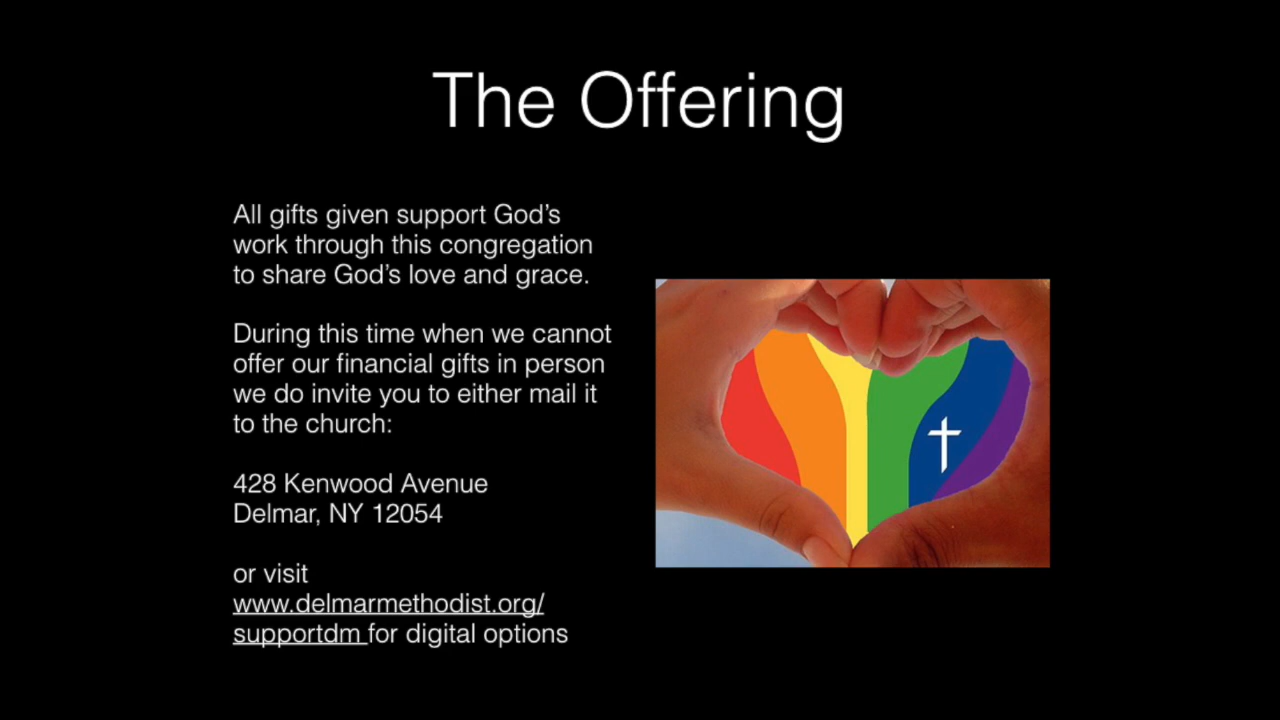 The Offering
All gifts given support God’s
work through this congregation
to share God’s love and grace.
During this time when we cannot
offer our financial gifts in person
we do invite you to either mail it
to the church:
428 Kenwood Avenue
Delmar, NY 12054
or visit
www.delmarmethodist.org/
supportdm for digital options